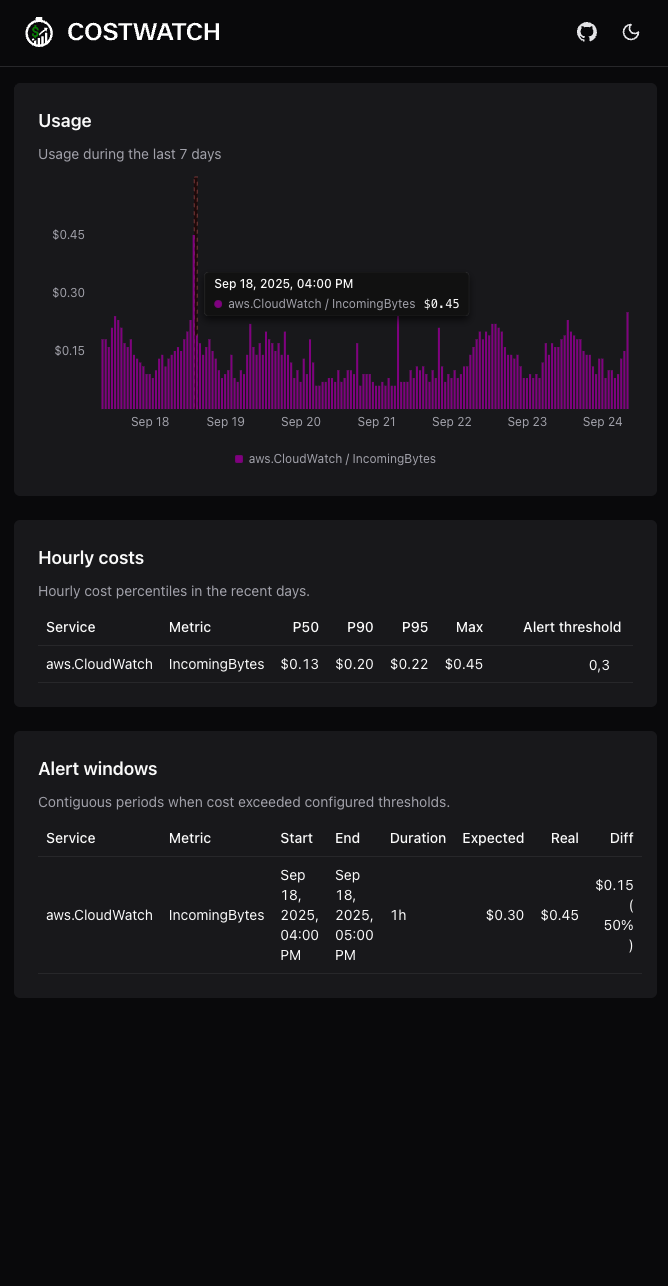 COSTWATCH
Usage
Usage during the last 7 days
$0.45
$0.30
$0.15
Sep 18, 2025, 04:00 PM
aws.CloudWatch / IncomingBytes $0.45
Sep 18 Sep 19 Sep 20 Sep 21 Sep 22 Sep 23 Sep 24
aws.CloudWatch / IncomingBytes
Hourly costs
Hourly cost percentiles in the recent days.
Service Metric P50 P90 P95 Max Alert threshold
aws.CloudWatch IncomingBytes $0.13 $0.20 $0.22 $0.45 0,3
Alert windows
Contiguous periods when cost exceeded configured thresholds.
Service Metric Start End Duration Expected Real Diff
aws.CloudWatch IncomingBytes Sep 18, 2025, 04:00 PM Sep 18, 2025, 05:00 PM 1h $0.30 $0.45 $0.15 ( 50% )